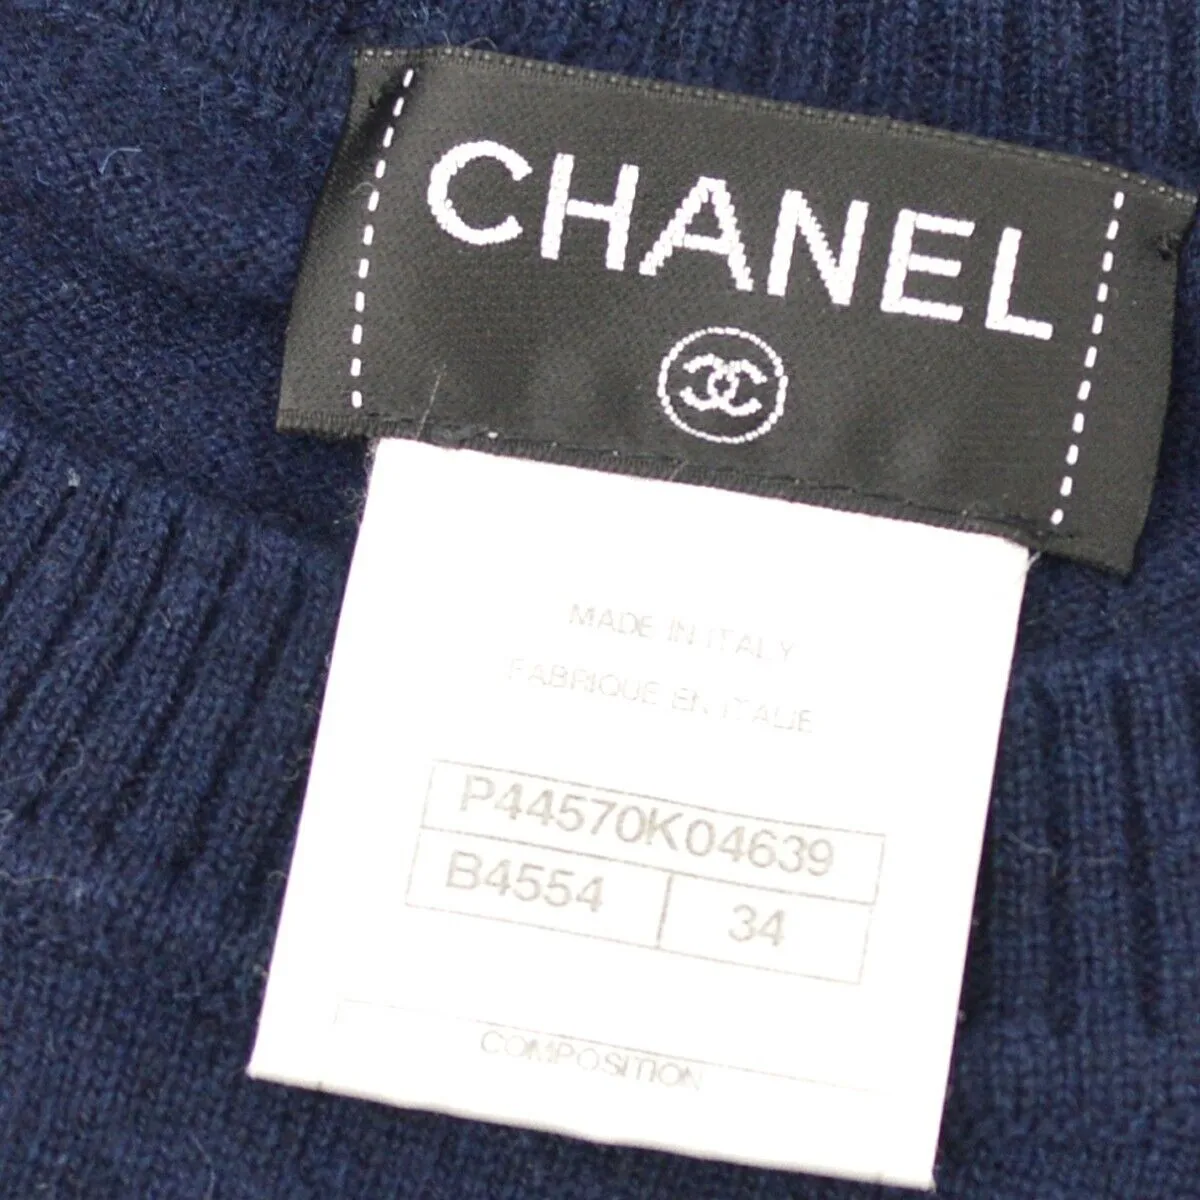 CHANEL
MADE IN ITALY
FABRIQUE EN ITALIE
P44570K04639
B4554 34
COMPOSITION